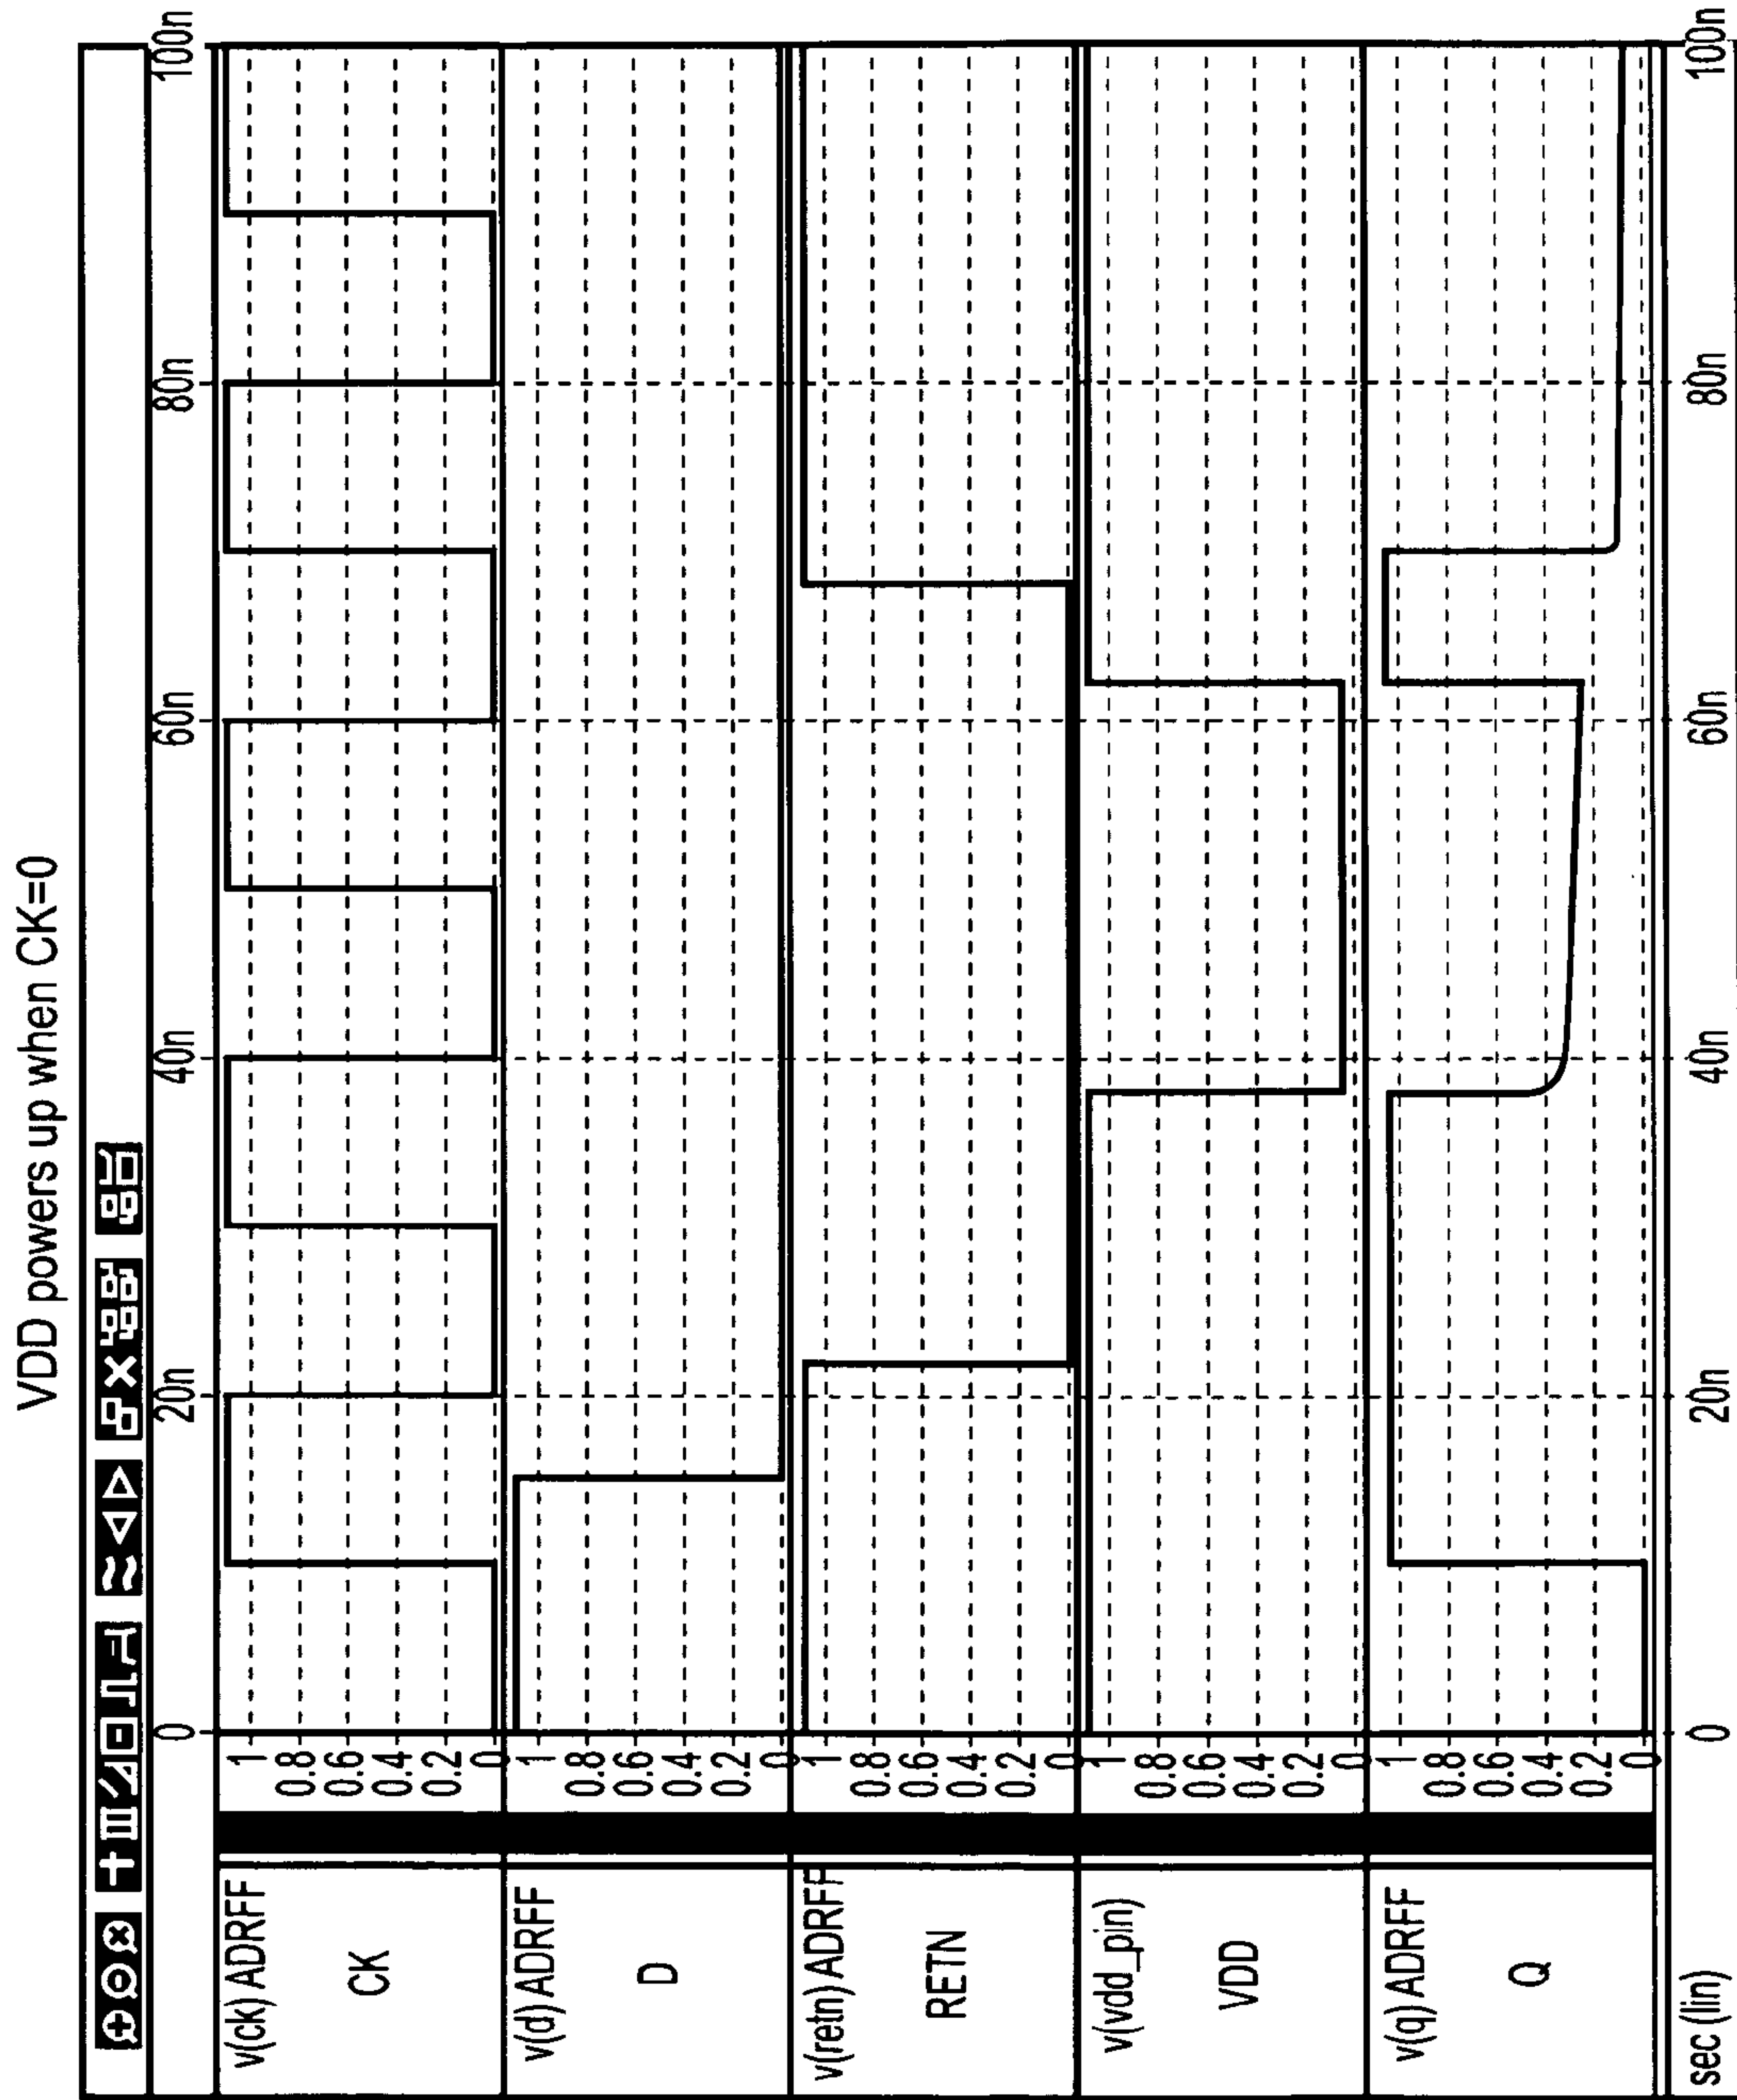 VDD powers up when CK=0
0 20n 40n 60n 80n 100n
v(ck) ADRFF
CK
1
0.8
0.6
0.4
0.2
0
v(d) ADRFF
D
1
0.8
0.6
0.4
0.2
0
v(retn) ADRFF
RETN
1
0.8
0.6
0.4
0.2
0
v(vdd_pin)
VDD
1
0.8
0.6
0.4
0.2
0
v(q) ADRFF
Q
1
0.8
0.6
0.4
0.2
0
sec (lin)
0 20n 40n 60n 80n 100n